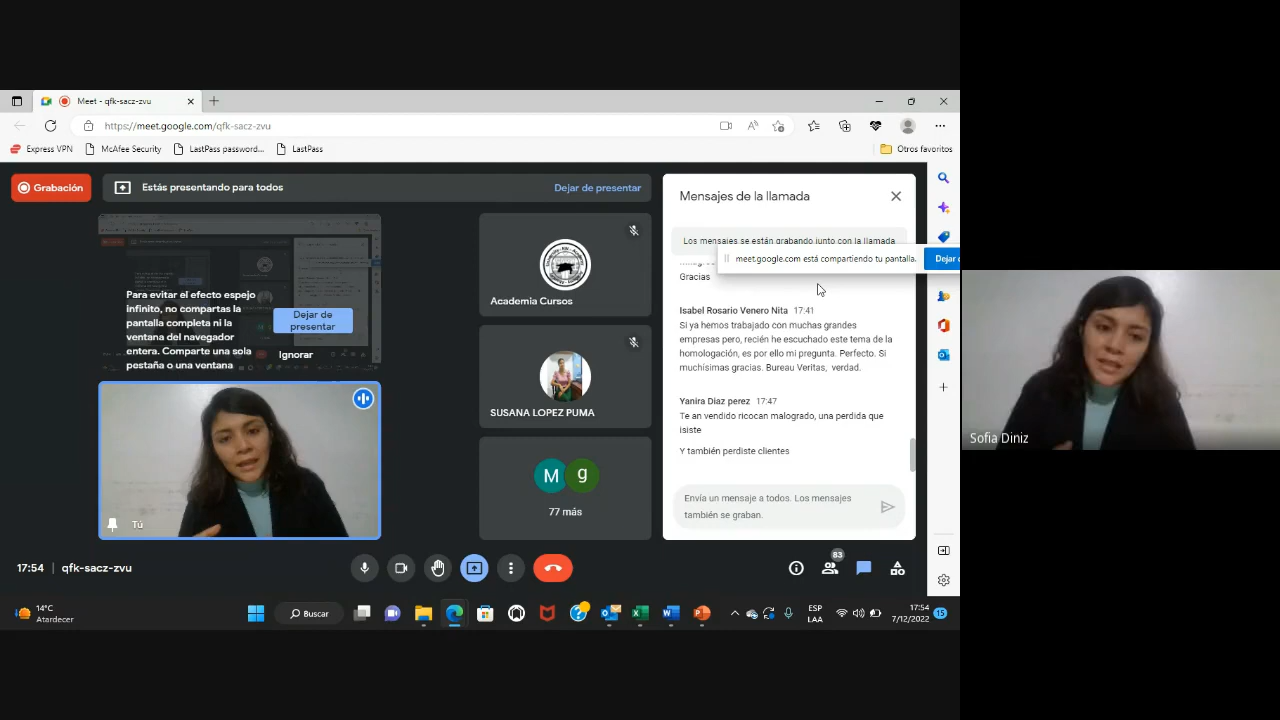 Meet - qfk-sacz-zvu
https://meet.google.com/qfk-sacz-zvu
Express VPN
McAfee Security
LastPass password...
LastPass
Otros favoritos
Grabación
Estás presentando para todos
Dejar de presentar
Para evitar el efecto espejo
infinito, no compartas la
pantalla completa ni la
ventana del navegador
entera. Comparte una sola
pestaña o una ventana
Dejar de
presentar
Ignorar
Tú
Academia Cursos
SUSANA LOPEZ PUMA
M
g
77 más
Mensajes de la llamada
Los mensajes se están grabando junto con la llamada
meet.google.com está compartiendo tu pantalla.
Dejar
Gracias
Isabel Rosario Venero Nita 17:41
Si ya hemos trabajado con muchas grandes
empresas pero, recién he escuchado este tema de la
homologación, es por ello mi pregunta. Perfecto. Si
muchísimas gracias. Bureau Veritas, verdad.
Yanira Diaz perez 17:47
Te an vendido ricocan malogrado, una perdida que
isiste
Y también perdiste clientes
Envía un mensaje a todos. Los mensajes
también se graban.
Sofia Diniz
17:54 | qfk-sacz-zvu
83
14°C
Atardecer
Buscar
ESP
LAA
17:54
7/12/2022
15